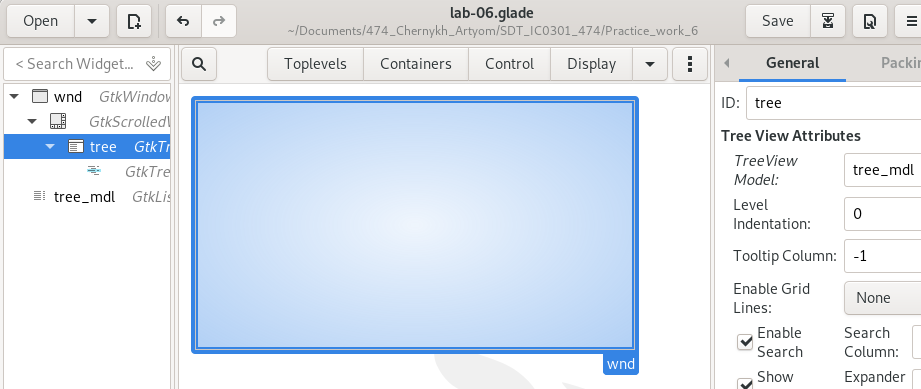 Open
lab-06.glade
~/Documents/474_Chernykh_Artyom/SDT_IC0301_474/Practice_work_6
Save
< Search Widget...
Toplevels
Containers
Control
Display
General
Packin
wnd GtkWindow
GtkScrolledV
tree GtkTr
GtkTre
tree_mdl GtkLis
wnd
ID: tree
Tree View Attributes
TreeView Model: tree_mdl
Level Indentation: 0
Tooltip Column: -1
Enable Grid Lines: None
Enable Search
Search Column:
Show
Expander